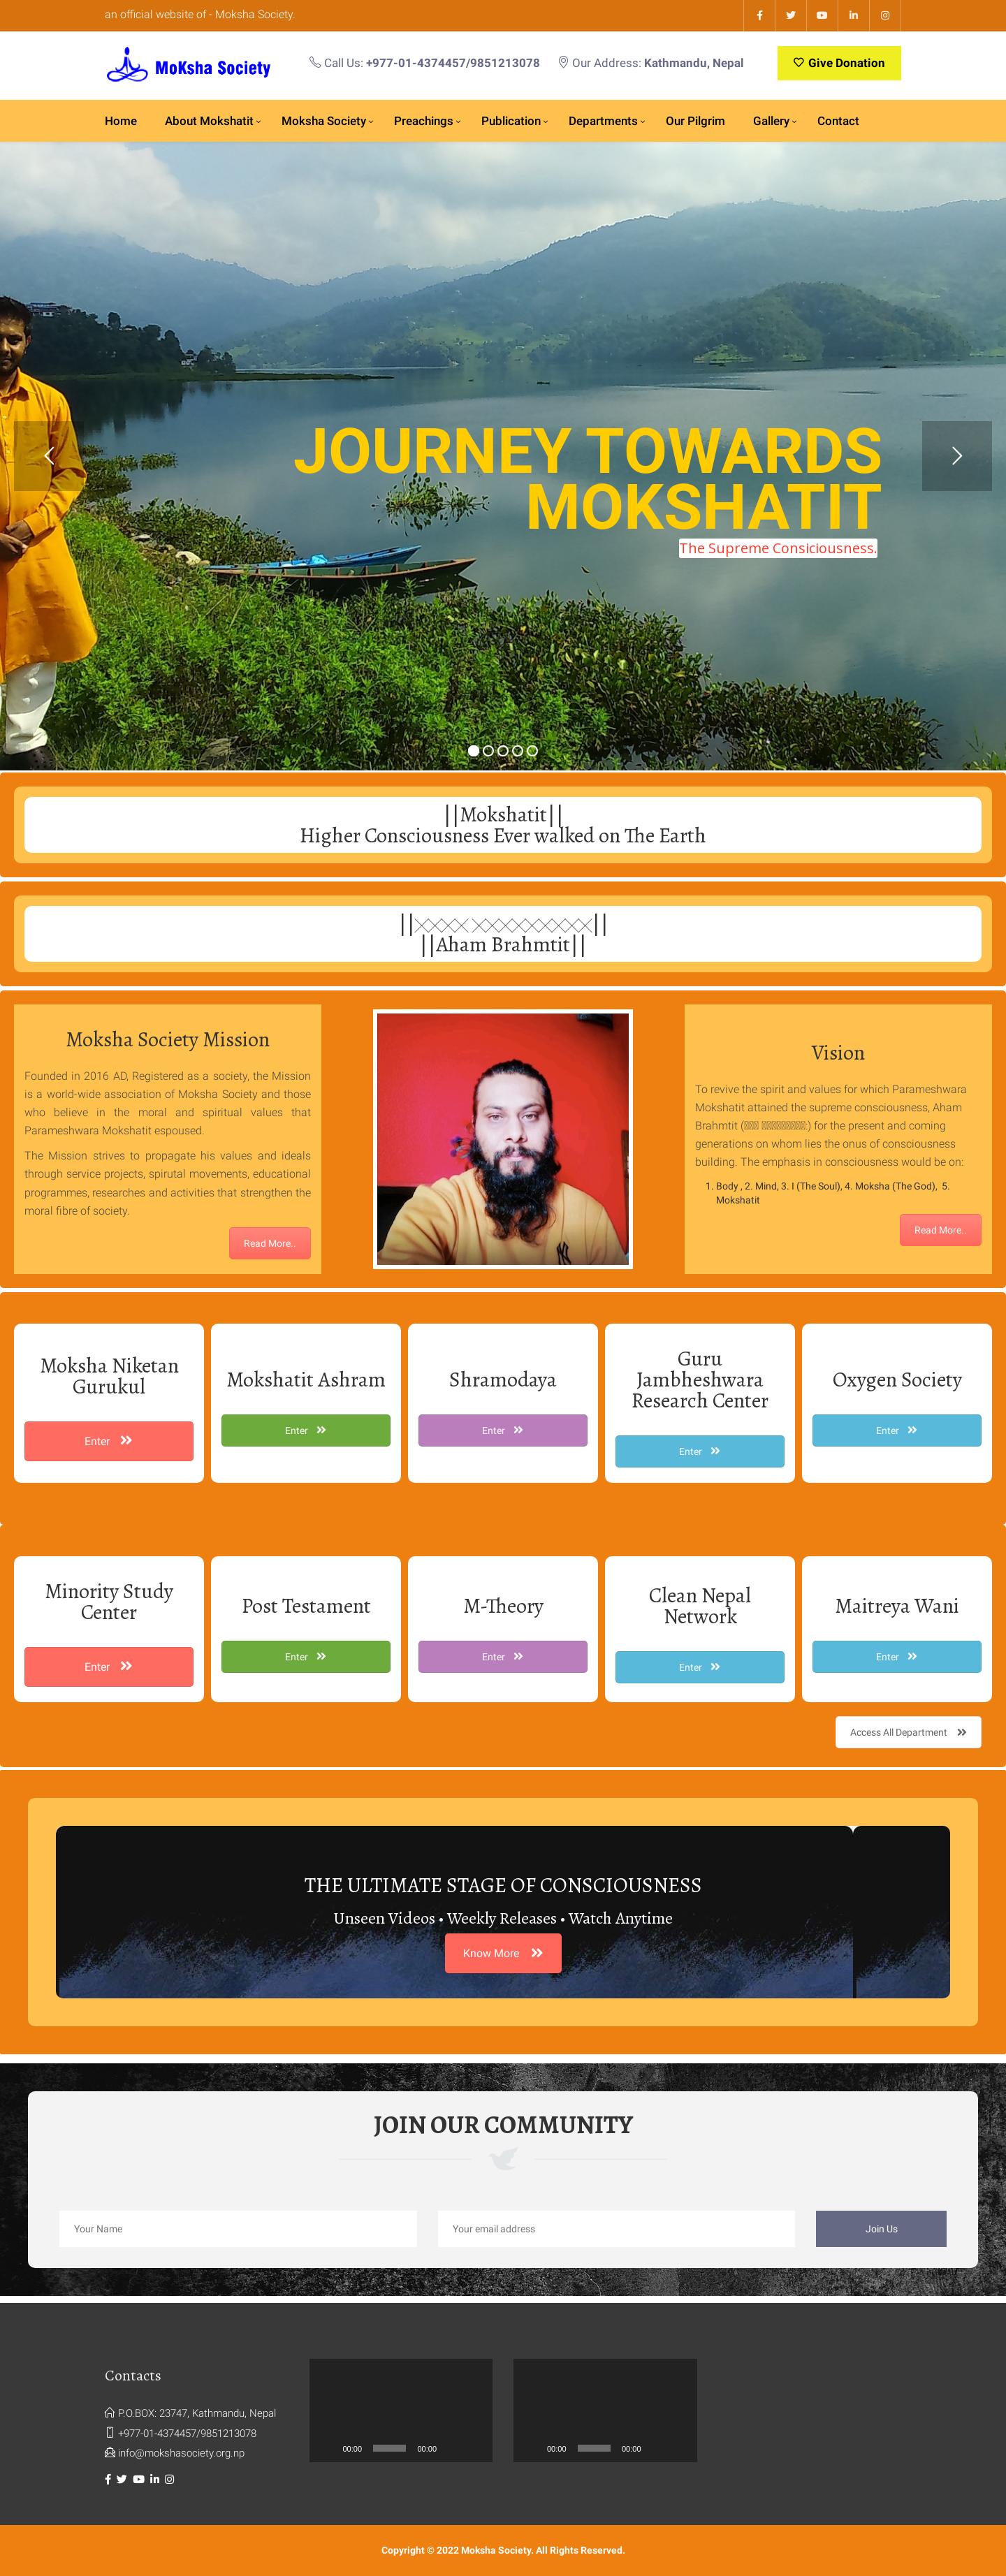 an official website of - Moksha Society.
MoKsha Society
Call Us: +977-01-4374457/9851213078
Our Address: Kathmandu, Nepal
Give Donation
Home
About Mokshatit
Moksha Society
Preachings
Publication
Departments
Our Pilgrim
Gallery
Contact
JOURNEY TOWARDS
MOKSHATIT
The Supreme Consiciousness.
||Mokshatit||
Higher Consciousness Ever walked on The Earth
||Aham Brahmtit||
Moksha Society Mission
Founded in 2016 AD, Registered as a society, the Mission
is a world-wide association of Moksha Society and those
who believe in the moral and spiritual values that
Parameshwara Mokshatit espoused.
The Mission strives to propagate his values and ideals
through service projects, spirutal movements, educational
programmes, researches and activities that strengthen the
moral fibre of society.
Read More..
Vision
To revive the spirit and values for which Parameshwara
Mokshatit attained the supreme consciousness, Aham
Brahmtit ( :) for the present and coming
generations on whom lies the onus of consciousness
building. The emphasis in consciousness would be on:
1. Body , 2. Mind, 3. I (The Soul), 4. Moksha (The God), 5.
Mokshatit
Read More..
Moksha Niketan
Gurukul
Enter
Mokshatit Ashram
Enter
Shramodaya
Enter
Guru
Jambheshwara
Research Center
Enter
Oxygen Society
Enter
Minority Study
Center
Enter
Post Testament
Enter
M-Theory
Enter
Clean Nepal
Network
Enter
Maitreya Wani
Enter
Access All Department
THE ULTIMATE STAGE OF CONSCIOUSNESS
Unseen Videos • Weekly Releases • Watch Anytime
Know More
JOIN OUR COMMUNITY
Your Name
Your email address
Join Us
Contacts
P.O.BOX: 23747, Kathmandu, Nepal
+977-01-4374457/9851213078
info@mokshasociety.org.np
00:00
00:00
00:00
00:00
Copyright © 2022 Moksha Society. All Rights Reserved.